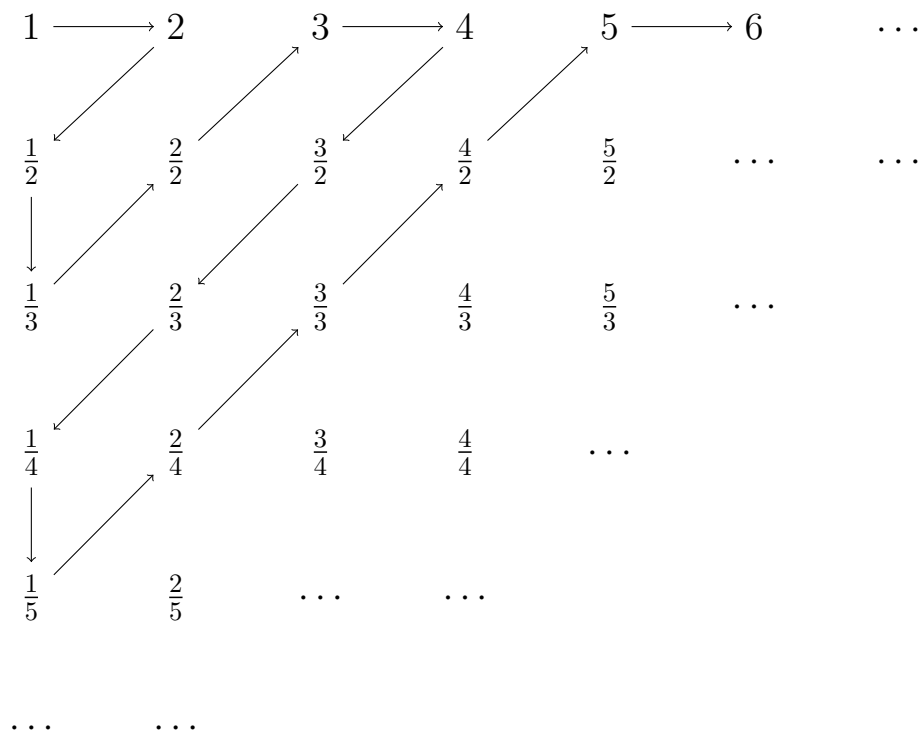 1 2 3 4 5 6 ⋯
1/2 2/2 3/2 4/2 5/2 ⋯ ⋯
1/3 2/3 3/3 4/3 5/3 ⋯
1/4 2/4 3/4 4/4 ⋯
1/5 2/5 ⋯ ⋯
⋯ ⋯